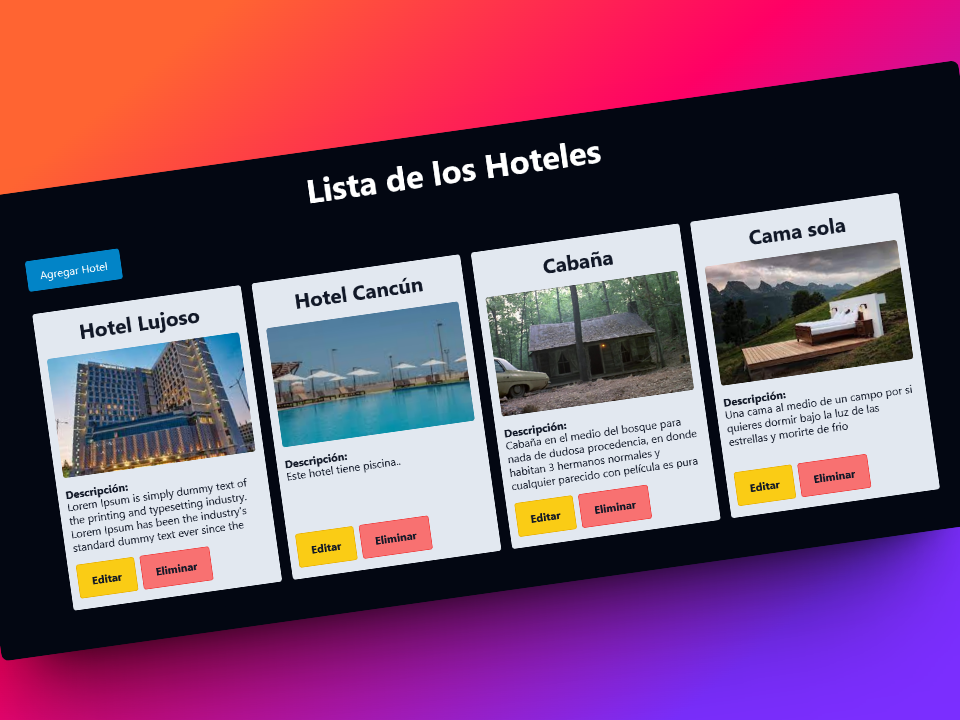 Lista de los Hoteles
Agregar Hotel
Hotel Lujoso
Descripción:
Lorem Ipsum is simply dummy text of
the printing and typesetting industry.
Lorem Ipsum has been the industry's
standard dummy text ever since the
Editar
Eliminar
Hotel Cancún
Descripción:
Este hotel tiene piscina..
Editar
Eliminar
Cabaña
Descripción:
Cabaña en el medio del bosque para
nada de dudosa procedencia, en donde
habitan 3 hermanos normales y
cualquier parecido con película es pura
Editar
Eliminar
Cama sola
Descripción:
Una cama al medio de un campo por si
quieres dormir bajo la luz de las
estrellas y morirte de frio
Editar
Eliminar